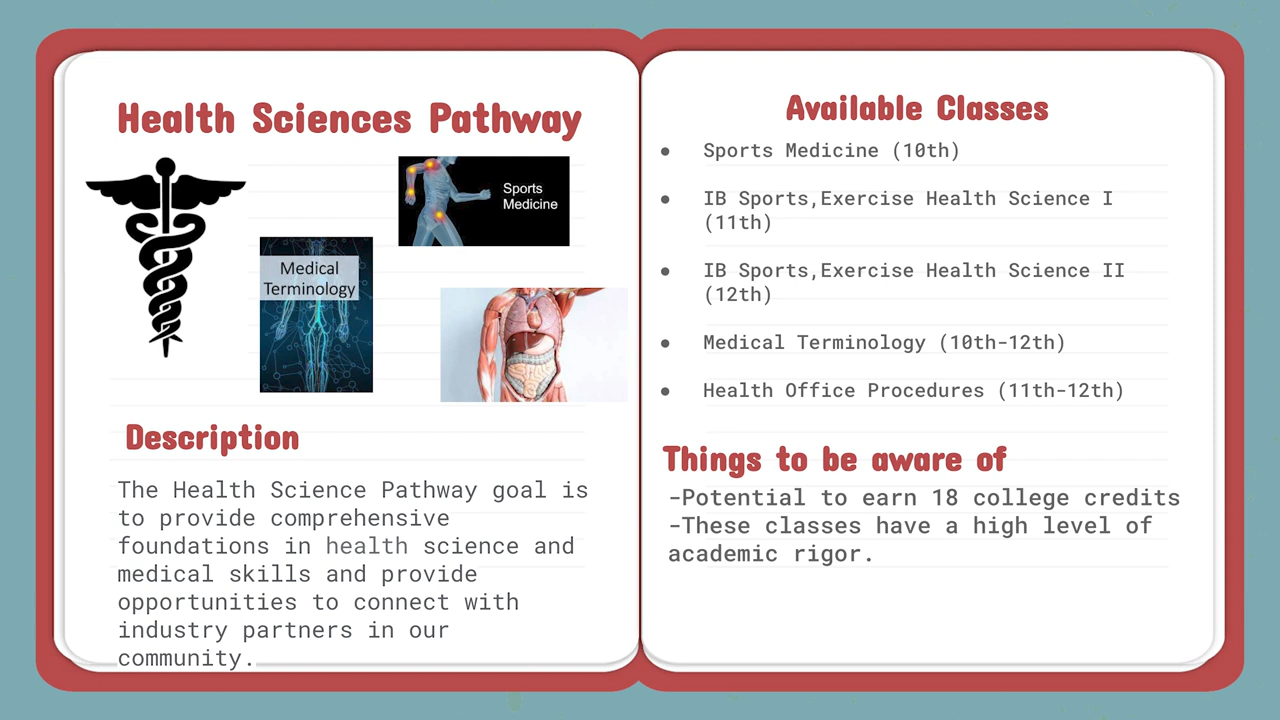 Health Sciences Pathway
Sports
Medicine
Medical
Terminology
Description
The Health Science Pathway goal is
to provide comprehensive
foundations in health science and
medical skills and provide
opportunities to connect with
industry partners in our
community.
Available Classes
● Sports Medicine (10th)
● IB Sports,Exercise Health Science I
(11th)
● IB Sports,Exercise Health Science II
(12th)
● Medical Terminology (10th-12th)
● Health Office Procedures (11th-12th)
Things to be aware of
-Potential to earn 18 college credits
-These classes have a high level of
academic rigor.